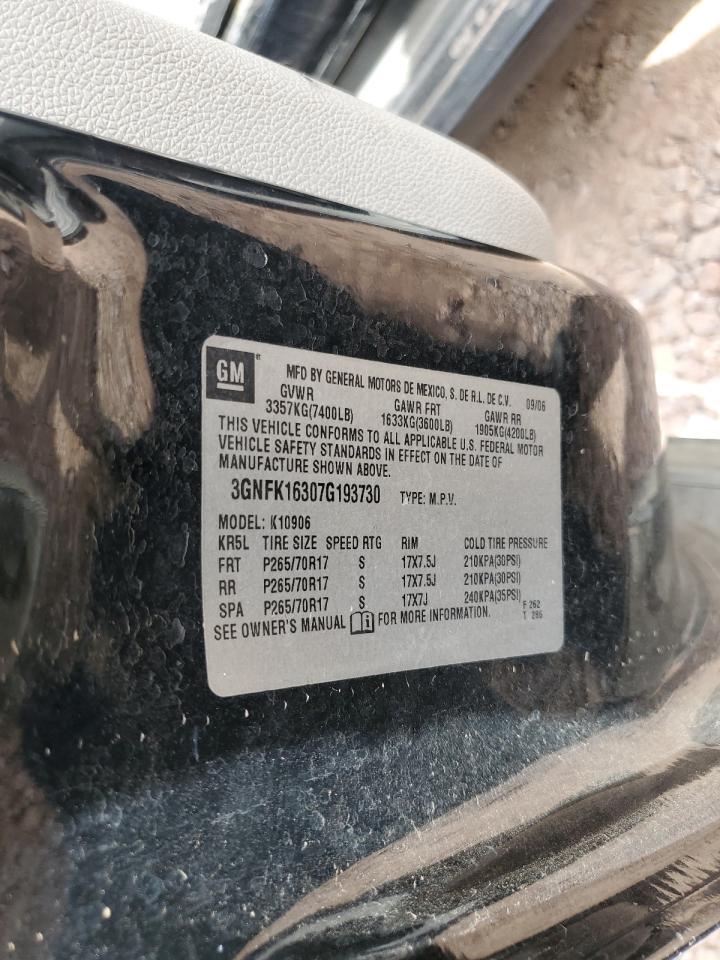 GM
MFD BY GENERAL MOTORS DE MEXICO, S. DE R.L. DE C.V. 09/06
GVWR GAWR FRT GAWR RR
3357KG(7400LB) 1633KG(3600LB) 1905KG(4200LB)
THIS VEHICLE CONFORMS TO ALL APPLICABLE U.S. FEDERAL MOTOR
VEHICLE SAFETY STANDARDS IN EFFECT ON THE DATE OF
MANUFACTURE SHOWN ABOVE.
3GNFK16307G193730 TYPE: M.P.V.
MODEL: K10906
KR5L TIRE SIZE SPEED RTG RIM COLD TIRE PRESSURE
FRT P265/70R17 S 17X7.5J 210KPA(30PSI)
RR P265/70R17 S 17X7.5J 210KPA(30PSI)
SPA P265/70R17 S 17X7J 240KPA(35PSI)
SEE OWNER'S MANUAL FOR MORE INFORMATION.
F 262
T 286